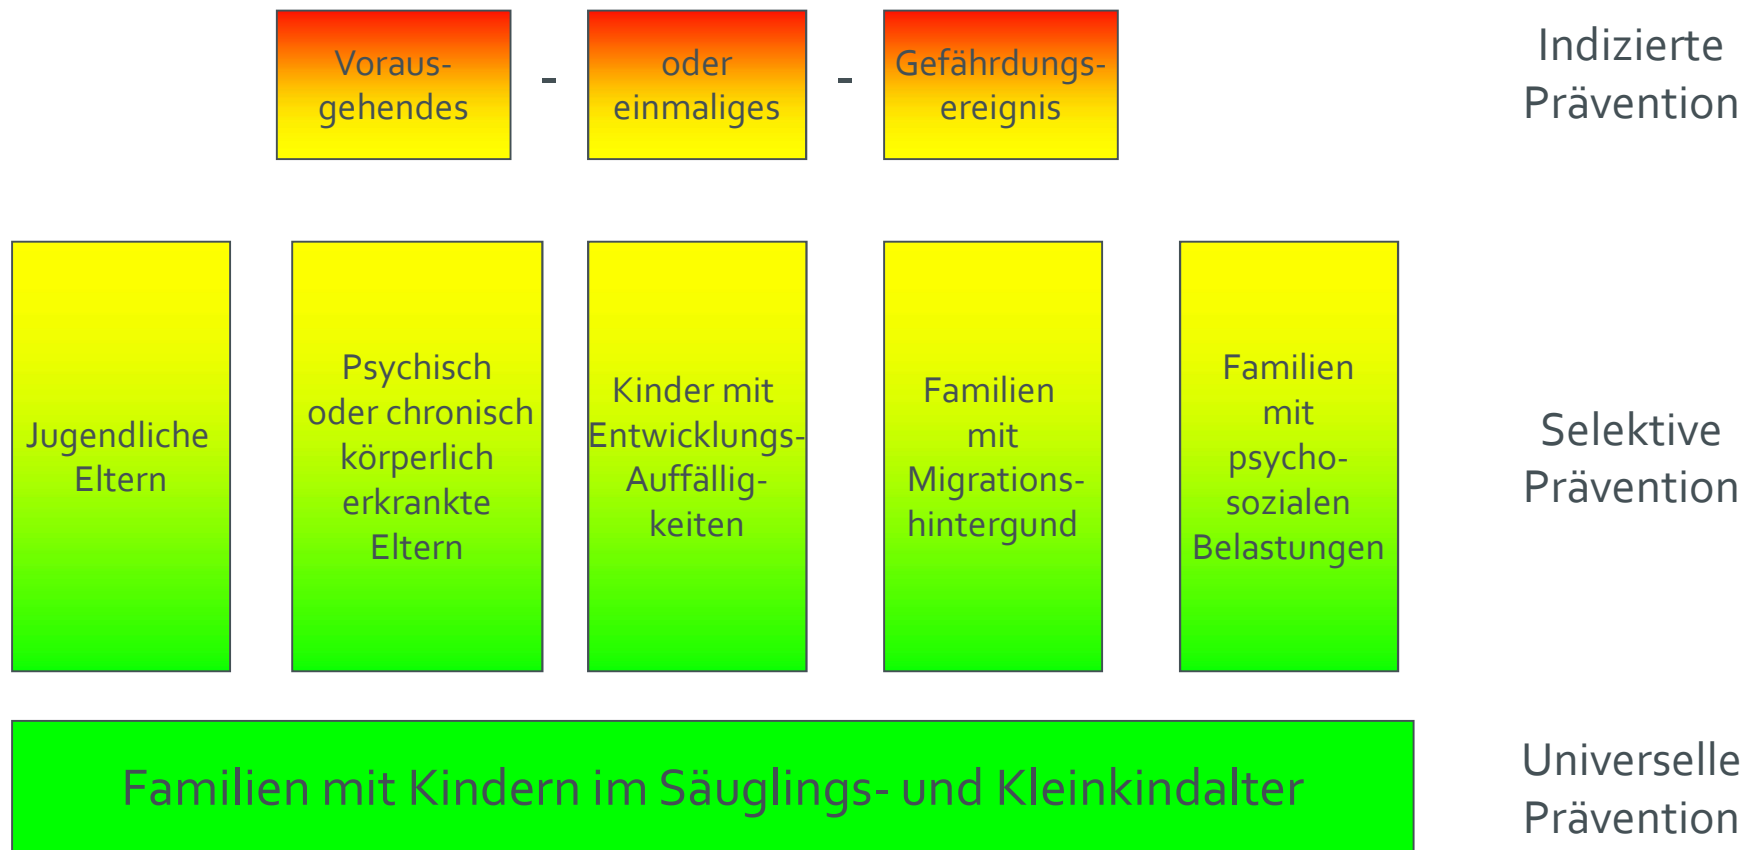 Voraus-
gehendes
-
oder
einmaliges
-
Gefährdungs-
ereignis
Indizierte
Prävention
Jugendliche
Eltern
Psychisch
oder chronisch
körperlich
erkrankte
Eltern
Kinder mit
Entwicklungs-
Auffällig-
keiten
Familien
mit
Migrations-
hintergund
Familien
mit
psycho-
sozialen
Belastungen
Selektive
Prävention
Familien mit Kindern im Säuglings- und Kleinkindalter
Universelle
Prävention